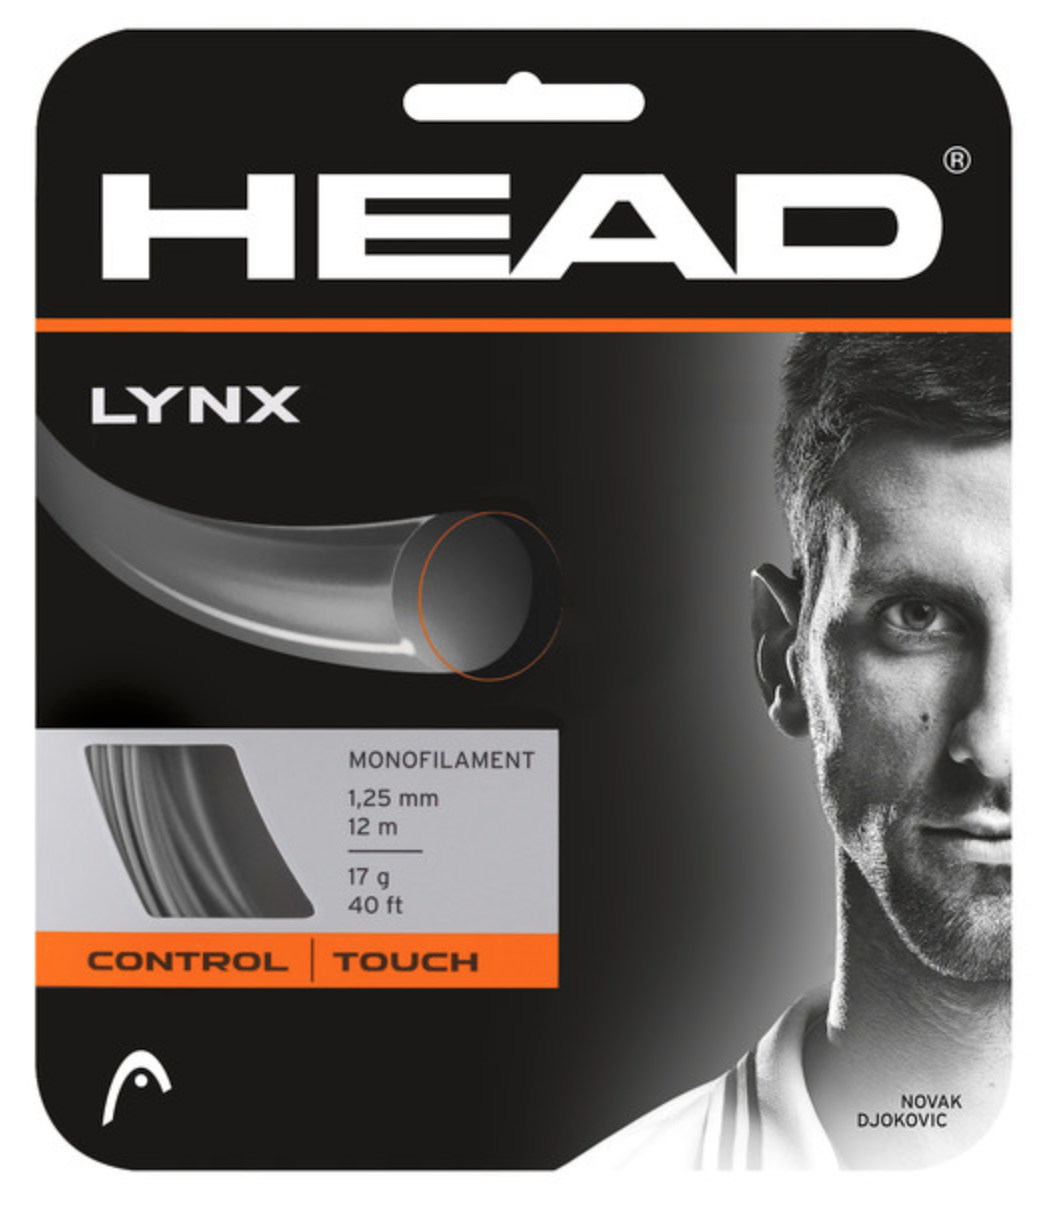 HEAD®
LYNX
MONOFILAMENT
1,25 mm
12 m
17 g
40 ft
CONTROL | TOUCH
NOVAK
DJOKOVIC